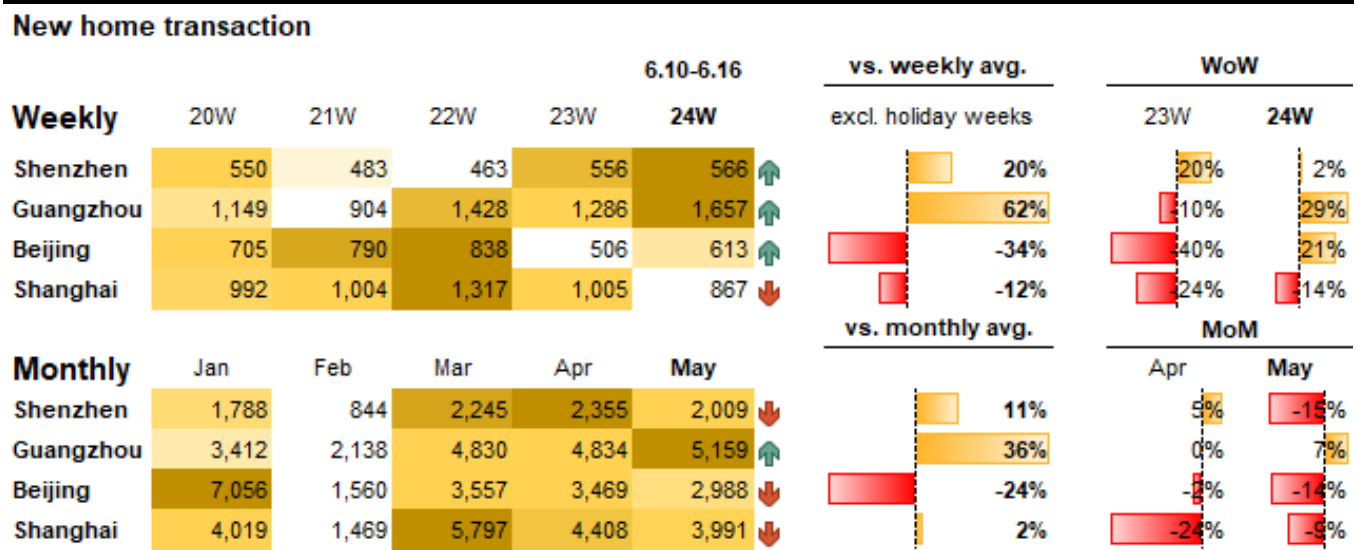 New home transaction
6.10-6.16 vs. weekly avg. WoW
Weekly 20W 21W 22W 23W 24W excl. holiday weeks 23W 24W
Shenzhen 550 483 463 556 566 20% 20% 2%
Guangzhou 1,149 904 1,428 1,286 1,657 62% -10% 29%
Beijing 705 790 838 506 613 -34% -40% 21%
Shanghai 992 1,004 1,317 1,005 867 -12% -24% -14%
vs. monthly avg. MoM
Monthly Jan Feb Mar Apr May Apr May
Shenzhen 1,788 844 2,245 2,355 2,009 11% 5% -15%
Guangzhou 3,412 2,138 4,830 4,834 5,159 36% 0% 7%
Beijing 7,056 1,560 3,557 3,469 2,988 -24% -2% -14%
Shanghai 4,019 1,469 5,797 4,408 3,991 2% -24% -9%